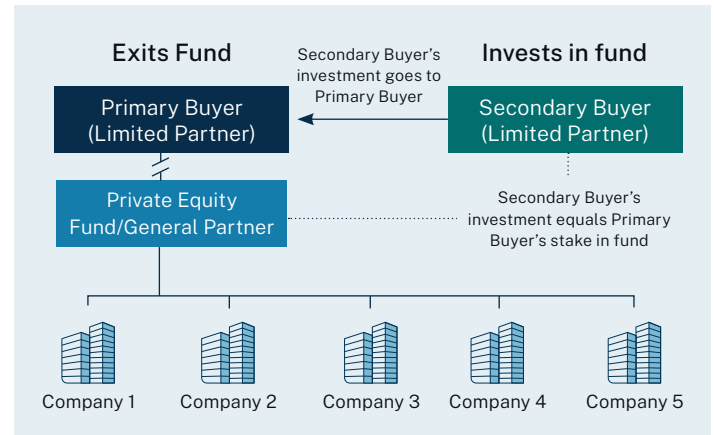 Exits Fund
Secondary Buyer’s
investment goes to
Primary Buyer
Invests in fund
Primary Buyer
(Limited Partner)
Secondary Buyer
(Limited Partner)
Private Equity
Fund/General Partner
Secondary Buyer’s
investment equals Primary
Buyer’s stake in fund
Company 1
Company 2
Company 3
Company 4
Company 5